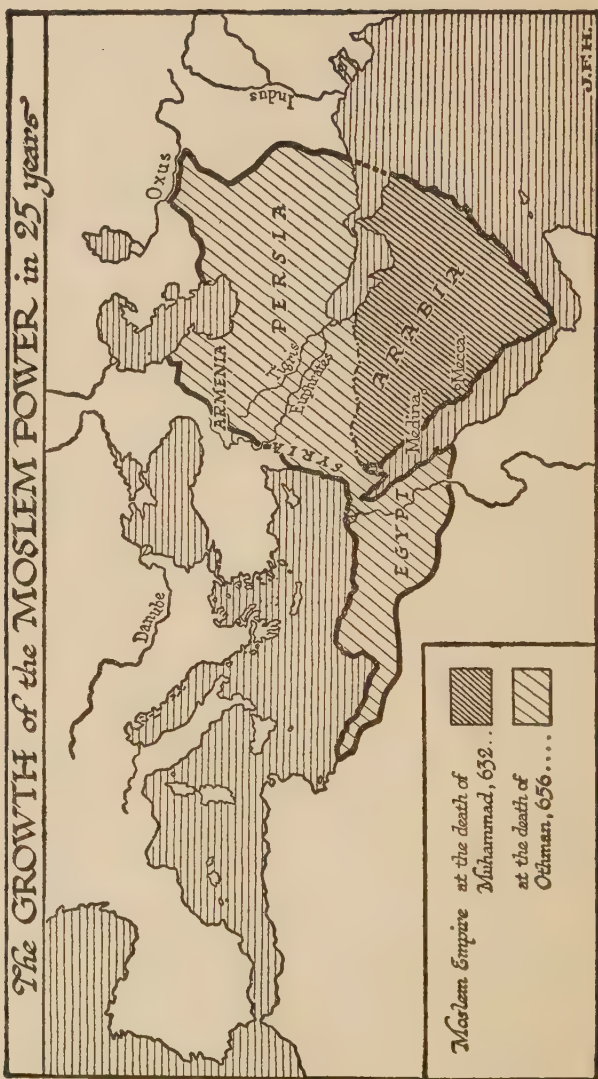 The GROWTH of the MOSLEM POWER in 25 years
Oxus
Indus
Danube
ARMENIA
PERSIA
Tigris
Euphrates
SYRIA
ARABIA
Medina
Mecca
EGYPT
Moslem Empire at the death of
Muhammad, 632..
at the death of
Othman, 656....
J.F.H.